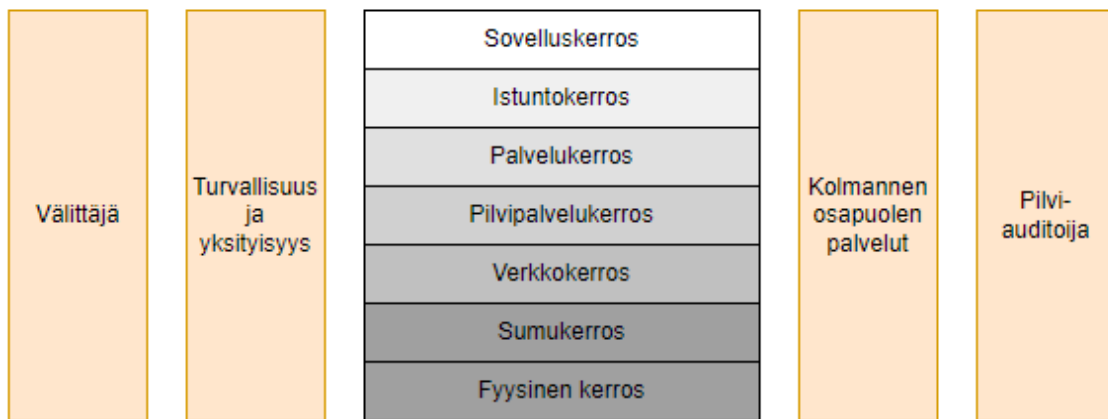 Välittäjä
Turvallisuus
ja
yksityisyys
Sovelluskerros
Istuntokerros
Palvelukerros
Pilvipalvelukerros
Verkkokerros
Sumukerros
Fyysinen kerros
Kolmannen
osapuolen
palvelut
Pilvi-
auditoija